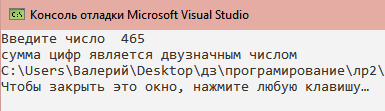 Консоль отладки Microsoft Visual Studio
Введите число  465
сумма цифр является двузначным числом
C:\Users\Валерий\Desktop\дз\програмирование\лр2\
Чтобы закрыть это окно, нажмите любую клавишу…